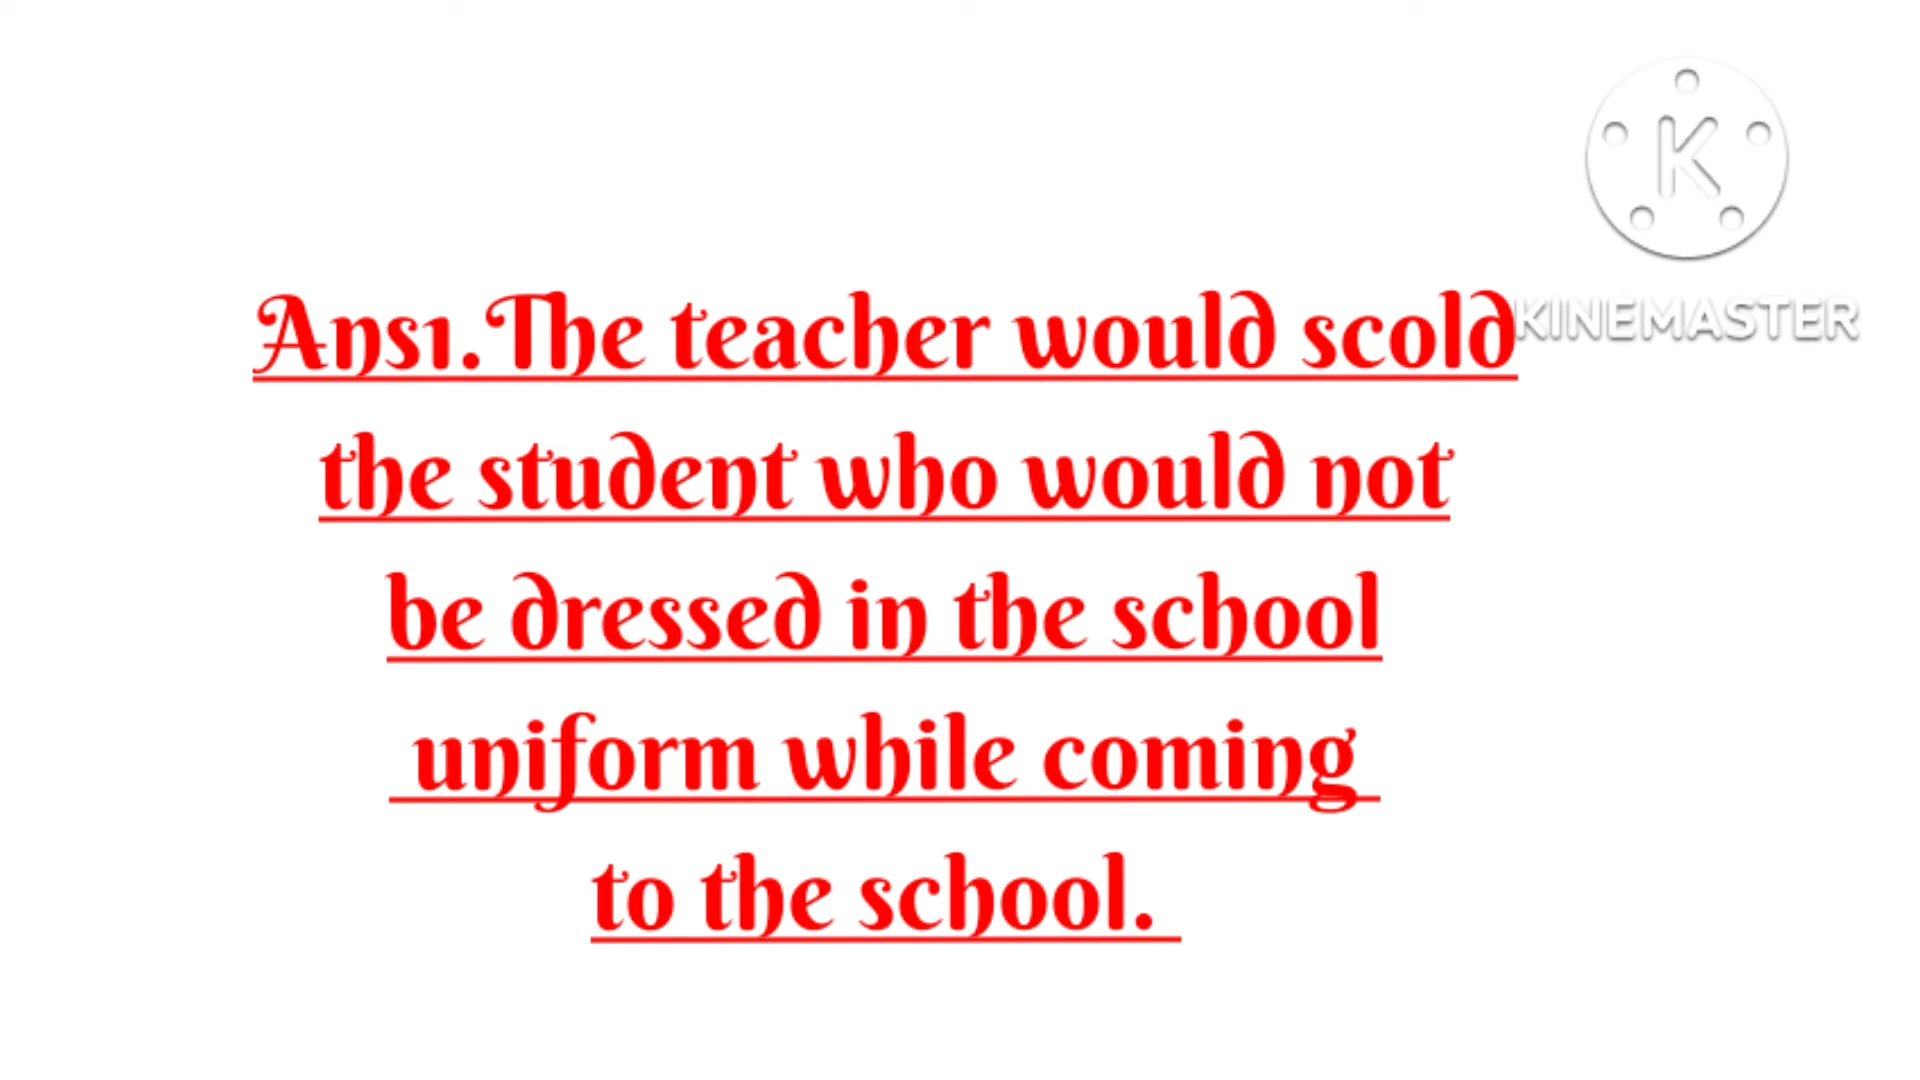 K
KINEMASTER
Ans1.The teacher would scold
the student who would not
be dressed in the school
uniform while coming
to the school.